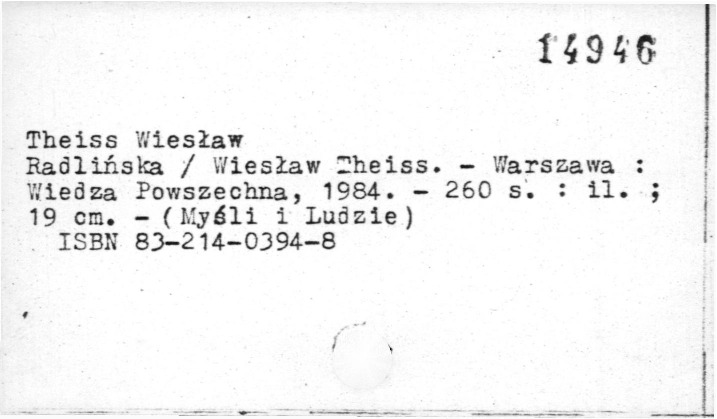 14946
Theiss Wiesław
Radlińska / Wiesław Theiss. - Warszawa :
Wiedza Powszechna, 1984. - 260 s. : il. ;
19 cm. - (Myśli i Ludzie)
ISBN 83-214-0394-8